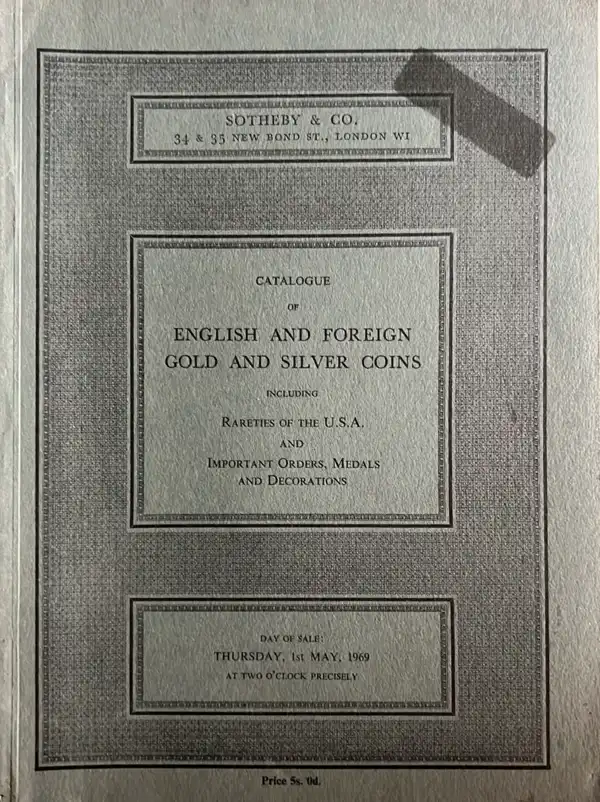 SOTHEBY & CO.
34 & 35 NEW BOND ST., LONDON W1
CATALOGUE
OF
ENGLISH AND FOREIGN
GOLD AND SILVER COINS
INCLUDING
RARETIES OF THE U.S.A.
AND
IMPORTANT ORDERS, MEDALS
AND DECORATIONS
DAY OF SALE:
THURSDAY, 1st MAY, 1969
AT TWO O'CLOCK PRECISELY
Price 5s. 0d.